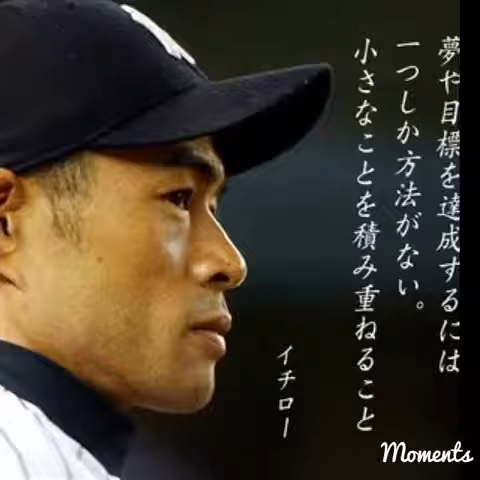 夢や目標を達成するには
一つしか方法がない。
小さなことを積み重ねること
イチロー
Moments